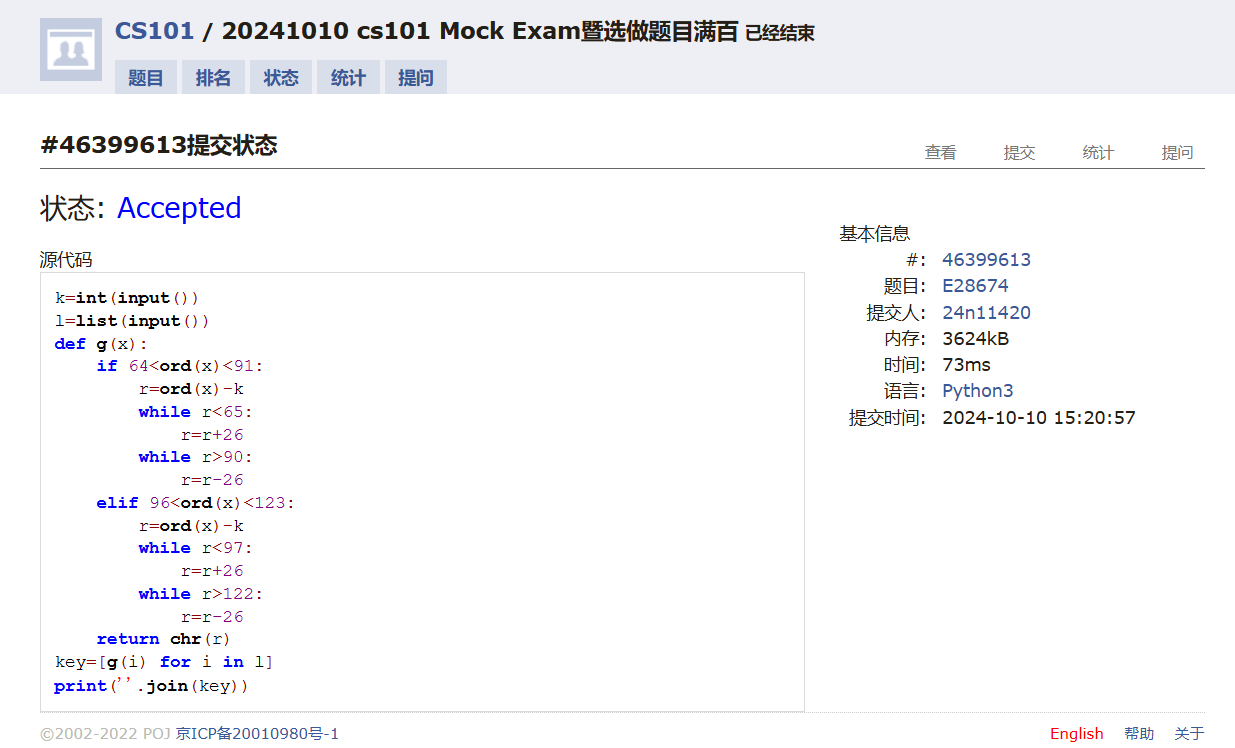 CS101 / 20241010 cs101 Mock Exam暨选做题目满百 已经结束
题目 排名 状态 统计 提问
#46399613提交状态
查看 提交 统计 提问
状态: Accepted
源代码
k=int(input())
l=list(input())
def g(x):
    if 64<ord(x)<91:
        r=ord(x)-k
        while r<65:
            r=r+26
        while r>90:
            r=r-26
    elif 96<ord(x)<123:
        r=ord(x)-k
        while r<97:
            r=r+26
        while r>122:
            r=r-26
    return chr(r)
key=[g(i) for i in l]
print(''.join(key))
基本信息
#: 46399613
题目: E28674
提交人: 24n11420
内存: 3624kB
时间: 73ms
语言: Python3
提交时间: 2024-10-10 15:20:57
©2002-2022 POJ 京ICP备20010980号-1
English 帮助 关于